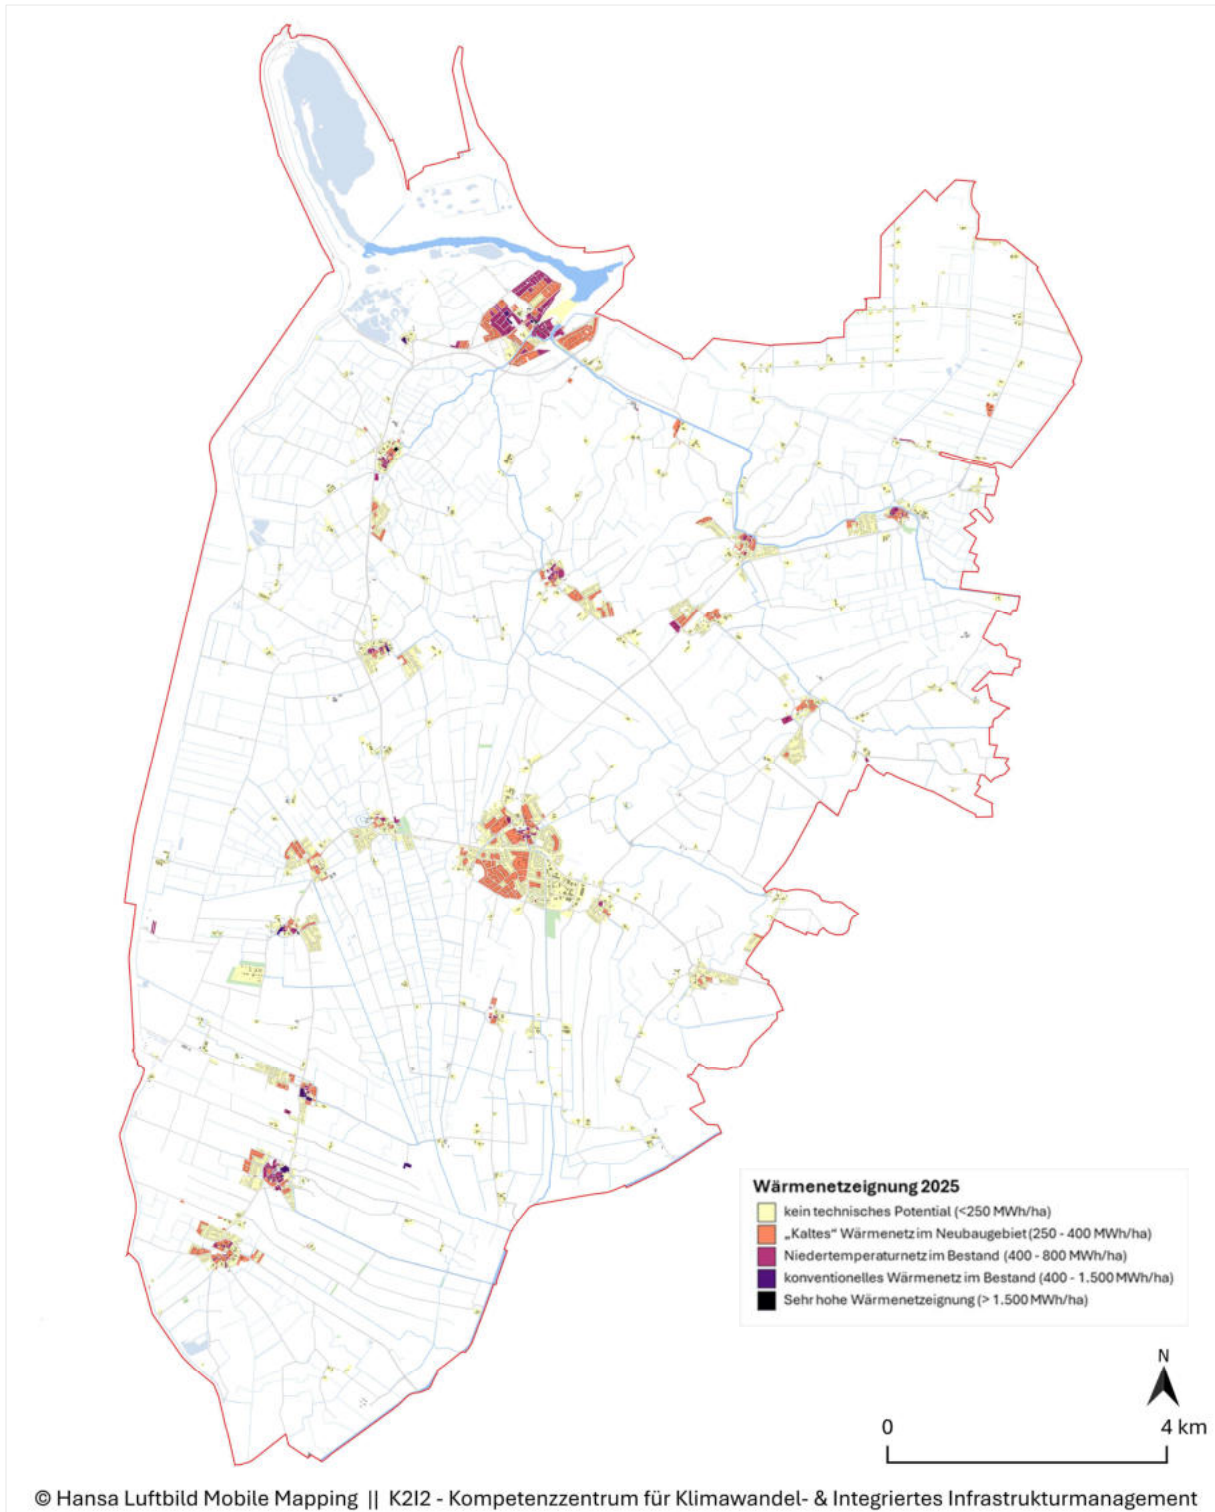 Wärmenetzeignung 2025
kein technisches Potential (<250 MWh/ha)
„Kaltes“ Wärmenetz im Neubaugebiet (250 - 400 MWh/ha)
Niedertemperaturnetz im Bestand (400 - 800 MWh/ha)
konventionelles Wärmenetz im Bestand (400 - 1.500 MWh/ha)
Sehr hohe Wärmenetzeignung (> 1.500 MWh/ha)
N
0 4 km
© Hansa Luftbild Mobile Mapping || K2I2 - Kompetenzzentrum für Klimawandel- & Integriertes Infrastrukturmanagement